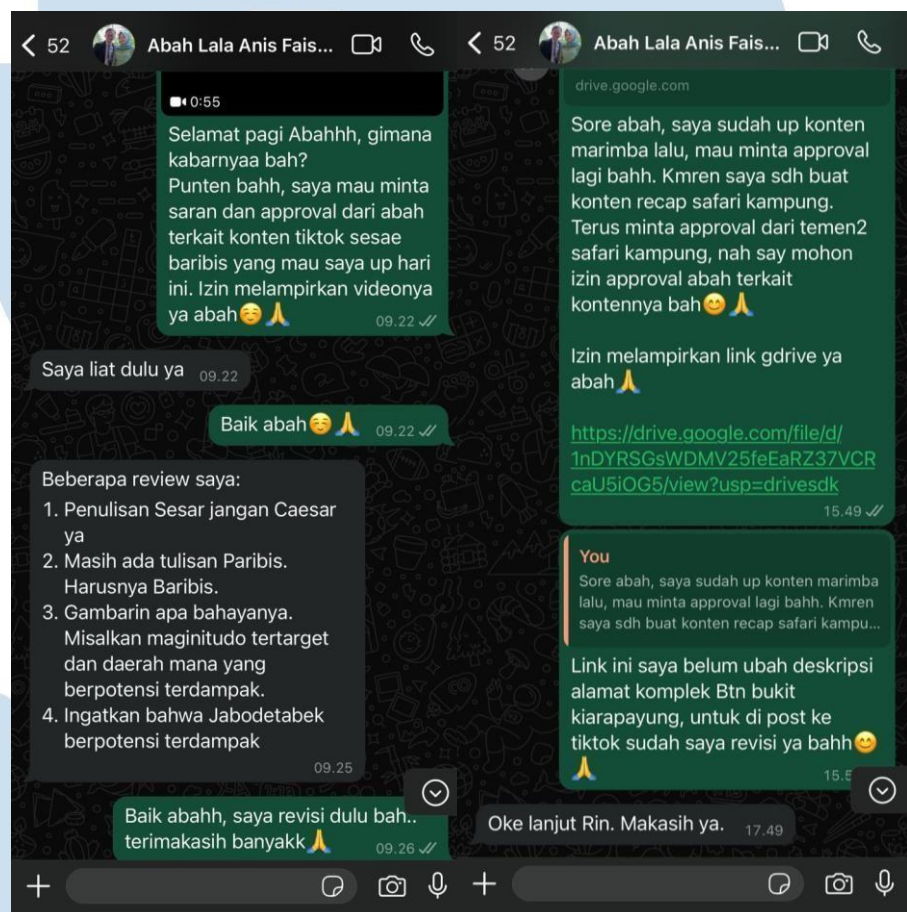 52
Abah Lala Anis Fais...
0:55
Selamat pagi Abahhh, gimana
kabarnyaa bah?
Punten bahh, saya mau minta
saran dan approval dari abah
terkait konten tiktok sesae
baribis yang mau saya up hari
ini. Izin melampirkan videonya
ya abah☺️🙏
09.22
Saya liat dulu ya
09.22
Baik abah☺️🙏
09.22
Beberapa review saya:
1. Penulisan Sesar jangan Caesar
ya
2. Masih ada tulisan Paribis.
Harusnya Baribis.
3. Gambarin apa bahayanya.
Misalkan maginitudo tertarget
dan daerah mana yang
berpotensi terdampak.
4. Ingatkan bahwa Jabodetabek
berpotensi terdampak
09.25
Baik abahh, saya revisi dulu bah..
terimakasih banyakk🙏
09.26
52
Abah Lala Anis Fais...
drive.google.com
Sore abah, saya sudah up konten
marimba lalu, mau minta approval
lagi bahh. Kmren saya sdh buat
konten recap safari kampung.
Terus minta approval dari temen2
safari kampung, nah say mohon
izin approval abah terkait
kontennya bah😊🙏
Izin melampirkan link gdrive ya
abah🙏
https://drive.google.com/file/d/
1nDYRSGsWDMV25feEaRZ37VCR
caU5iOG5/view?usp=drivesdk
15.49
You
Sore abah, saya sudah up konten marimba
lalu, mau minta approval lagi bahh. Kmren
saya sdh buat konten recap safari kampu...
Link ini saya belum ubah deskripsi
alamat komplek Btn bukit
kiarapayung, untuk di post ke
tiktok sudah saya revisi ya bahh😊
🙏
Oke lanjut Rin. Makasih ya.
17.49